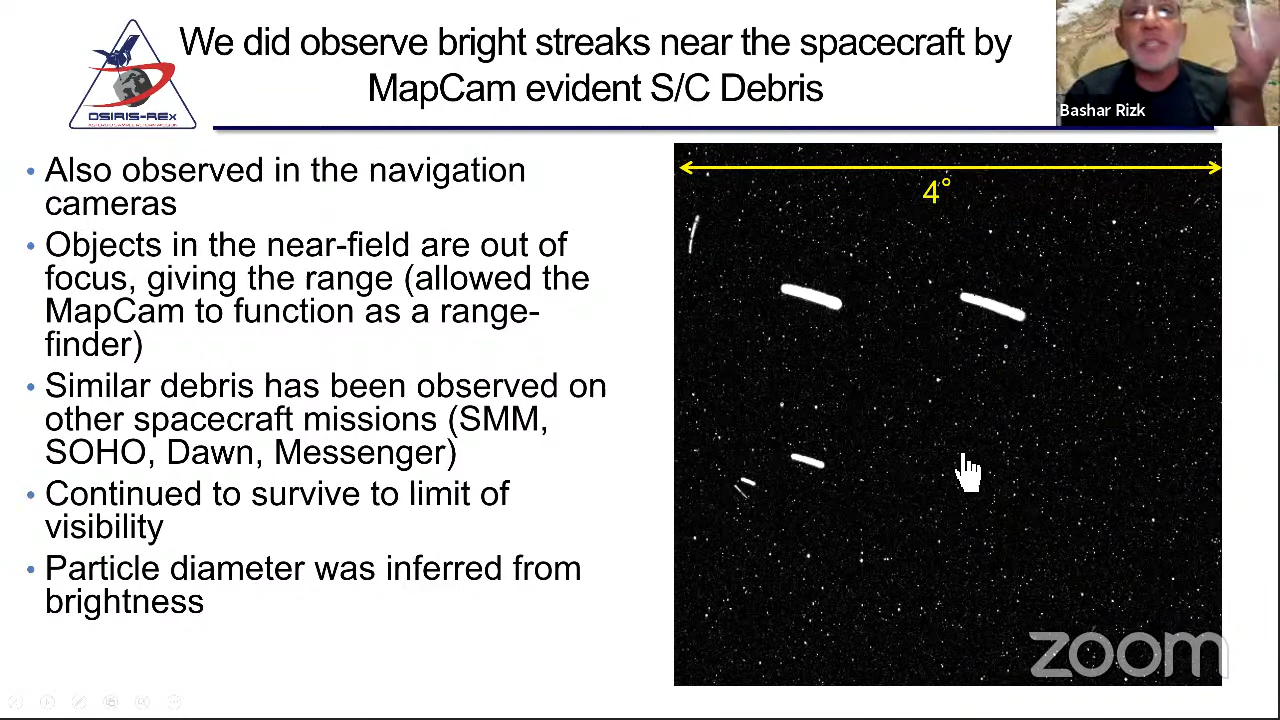 We did observe bright streaks near the spacecraft by
MapCam evident S/C Debris
OSIRIS-REx
Bashar Rizk
• Also observed in the navigation
cameras
• Objects in the near-field are out of
focus, giving the range (allowed the
MapCam to function as a range-
finder)
• Similar debris has been observed on
other spacecraft missions (SMM,
SOHO, Dawn, Messenger)
• Continued to survive to limit of
visibility
• Particle diameter was inferred from
brightness
4°
zoom